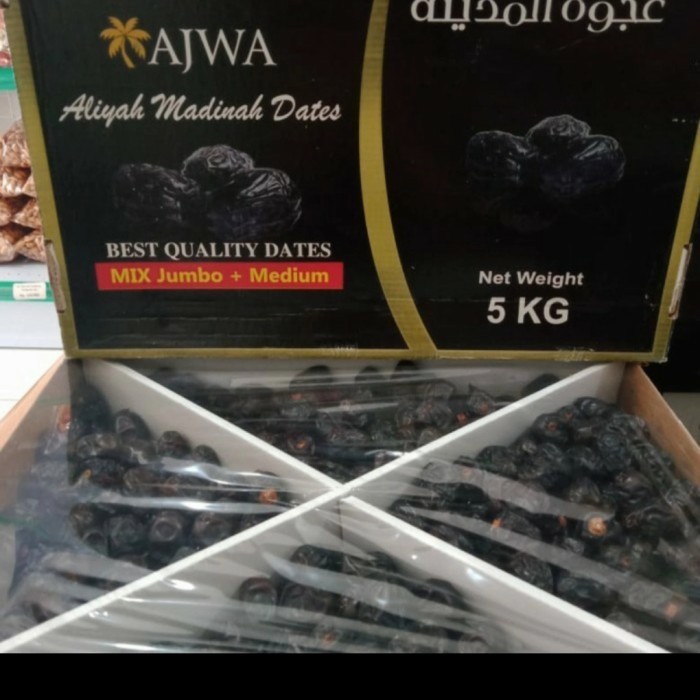 AJWA
Aliyah Madinah Dates
BEST QUALITY DATES
MIX Jumbo + Medium
عجوة المدينة
Net Weight
5 KG